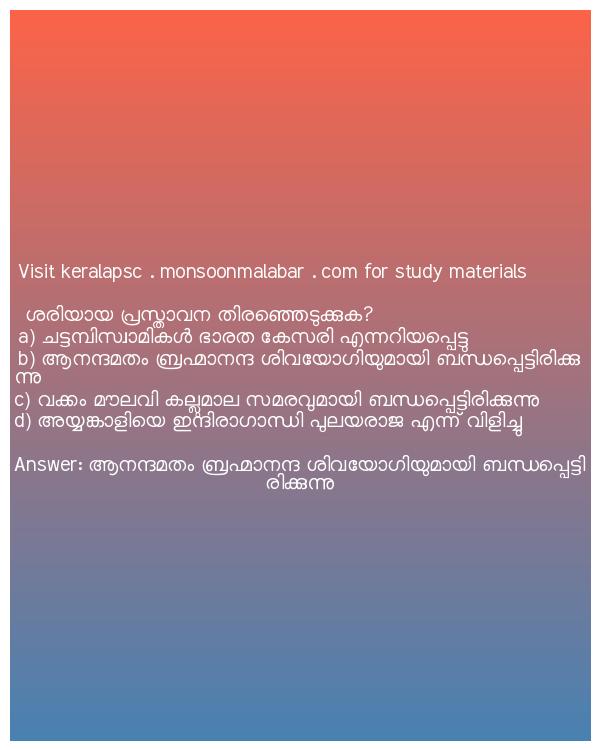 Visit keralapsc . monsoonmalabar . com for study materials
ശരിയായ പ്രസ്താവന തിരഞ്ഞെടുക്കുക?
a) ചട്ടമ്പിസ്വാമികൾ ഭാരത കേസരി എന്നറിയപ്പെട്ടു
b) ആനന്ദമതം ബ്രഹ്മാനന്ദ ശിവയോഗിയുമായി ബന്ധപ്പെട്ടിരിക്കു
ന്നു
c) വക്കം മൗലവി കല്ലുമാല സമരവുമായി ബന്ധപ്പെട്ടിരിക്കുന്നു
d) അയ്യങ്കാളിയെ ഇന്ദിരാഗാന്ധി പുലയരാജ എന്ന് വിളിച്ചു
Answer: ആനന്ദമതം ബ്രഹ്മാനന്ദ ശിവയോഗിയുമായി ബന്ധപ്പെട്ടി
രിക്കുന്നു